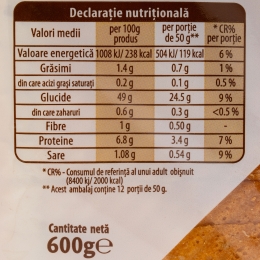 Declarație nutrițională
Valori medii per 100g produs per porție de 50 g** *CR% per porție
Valoare energetică 1008 kJ/ 238 kcal 504 kJ/ 119 kcal 6 %
Grăsimi 1.4 g 0.7 g 1 %
din care acizi grași saturați 0.2 g 0.1 g 0.5 %
Glucide 49 g 24.5 g 9 %
din care zaharuri 0.6 g 0.3 g <0.5 %
Fibre 1 g 0.50 g -
Proteine 6.8 g 3.4 g 7 %
Sare 1.08 g 0.54 g 9 %
*CR% - Consumul de referință al unui adult obișnuit
(8400 kj/ 2000 kcal)
**Acest ambalaj conține 12 porții de 50 g.
Cantitate netă
600g℮